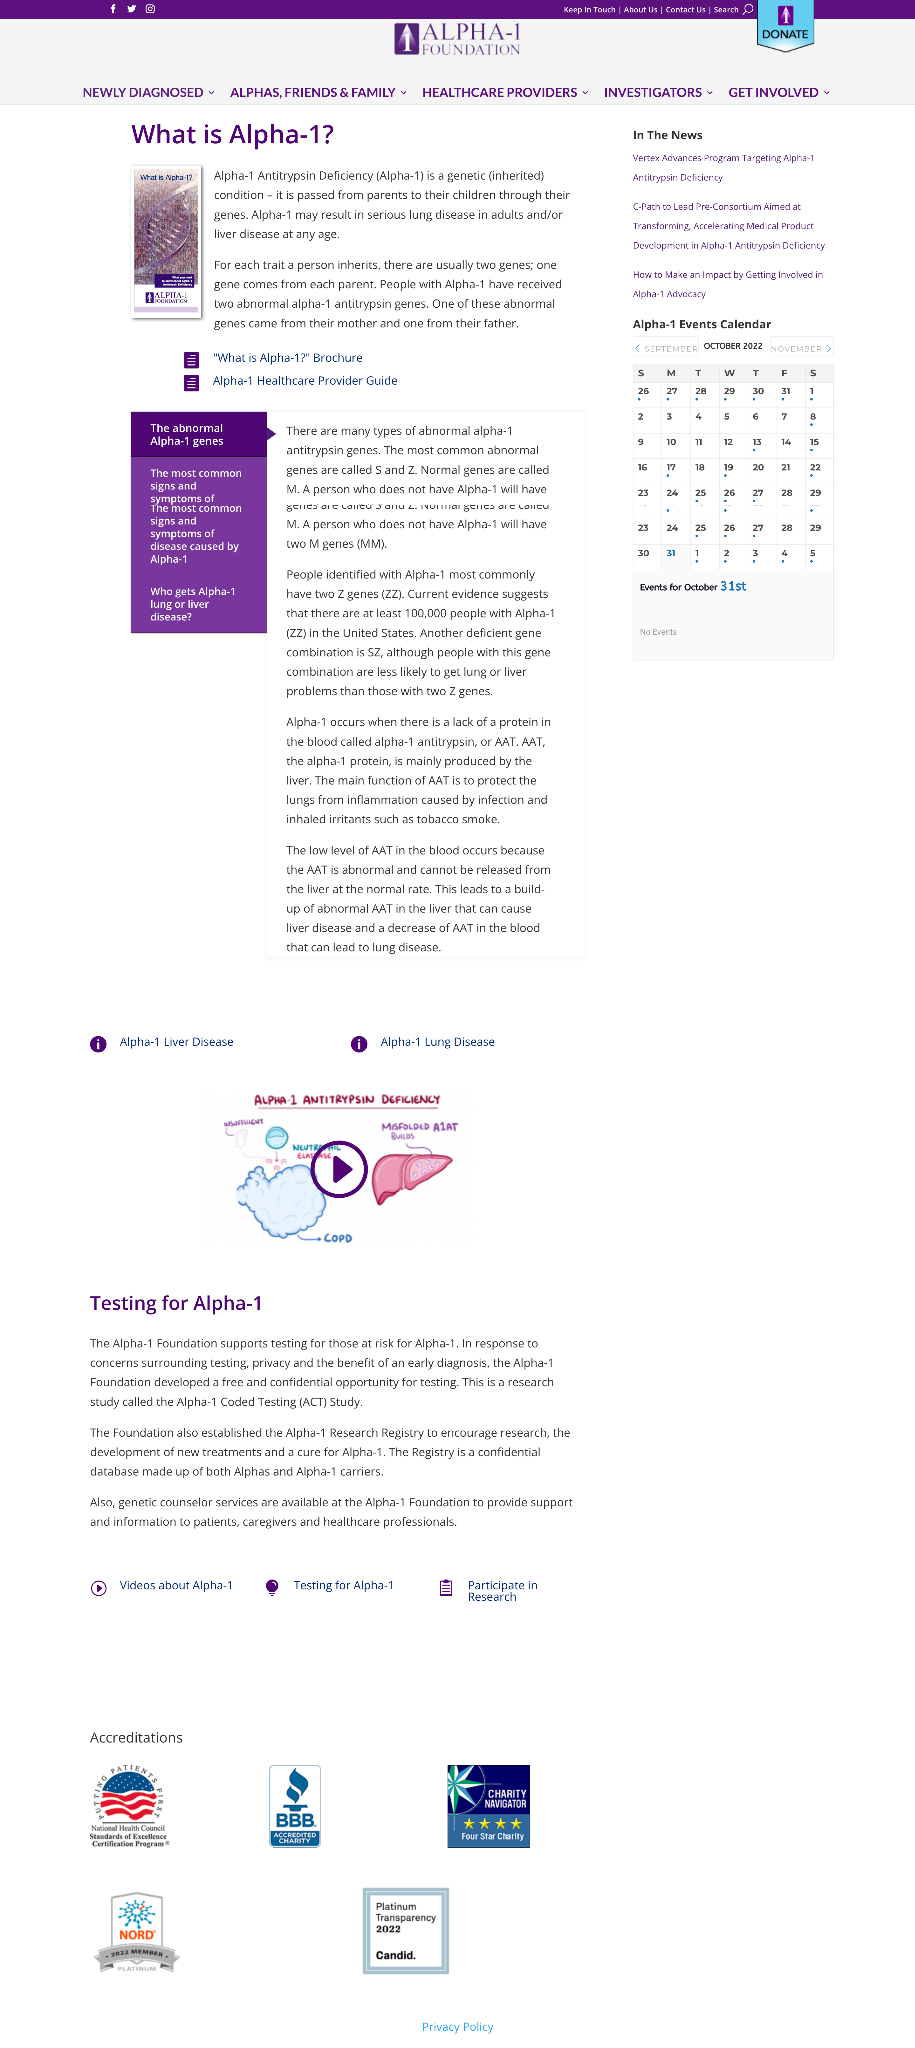 Keep In Touch | About Us | Contact Us | Search
DONATE
ALPHA-1
FOUNDATION
NEWLY DIAGNOSED
ALPHAS, FRIENDS & FAMILY
HEALTHCARE PROVIDERS
INVESTIGATORS
GET INVOLVED
What is Alpha-1?
What is Alpha-1?
ALPHA-1
FOUNDATION
Alpha-1 Antitrypsin Deficiency (Alpha-1) is a genetic (inherited)
condition – it is passed from parents to their children through their
genes. Alpha-1 may result in serious lung disease in adults and/or
liver disease at any age.
For each trait a person inherits, there are usually two genes; one
gene comes from each parent. People with Alpha-1 have received
two abnormal alpha-1 antitrypsin genes. One of these abnormal
genes came from their mother and one from their father.
"What is Alpha-1?" Brochure
Alpha-1 Healthcare Provider Guide
The abnormal
Alpha-1 genes
The most common
signs and
symptoms of
The most common
signs and
symptoms of
disease caused by
Alpha-1
Who gets Alpha-1
lung or liver
disease?
There are many types of abnormal alpha-1
antitrypsin genes. The most common abnormal
genes are called S and Z. Normal genes are called
M. A person who does not have Alpha-1 will have
genes are called S and Z. Normal genes are called
M. A person who does not have Alpha-1 will have
two M genes (MM).
People identified with Alpha-1 most commonly
have two Z genes (ZZ). Current evidence suggests
that there are at least 100,000 people with Alpha-1
(ZZ) in the United States. Another deficient gene
combination is SZ, although people with this gene
combination are less likely to get lung or liver
problems than those with two Z genes.
Alpha-1 occurs when there is a lack of a protein in
the blood called alpha-1 antitrypsin, or AAT. AAT,
the alpha-1 protein, is mainly produced by the
liver. The main function of AAT is to protect the
lungs from inflammation caused by infection and
inhaled irritants such as tobacco smoke.
The low level of AAT in the blood occurs because
the AAT is abnormal and cannot be released from
the liver at the normal rate. This leads to a build-
up of abnormal AAT in the liver that can cause
liver disease and a decrease of AAT in the blood
that can lead to lung disease.
In The News
Vertex Advances Program Targeting Alpha-1
Antitrypsin Deficiency
C-Path to Lead Pre-Consortium Aimed at
Transforming, Accelerating Medical Product
Development in Alpha-1 Antitrypsin Deficiency
How to Make an Impact by Getting Involved in
Alpha-1 Advocacy
Alpha-1 Events Calendar
SEPTEMBER OCTOBER 2022 NOVEMBER
S M T W T F S
26 27 28 29 30 31 1
2 3 4 5 6 7 8
9 10 11 12 13 14 15
16 17 18 19 20 21 22
23 24 25 26 27 28 29
23 24 25 26 27 28 29
30 31 1 2 3 4 5
Events for October 31st
No Events
Alpha-1 Liver Disease
Alpha-1 Lung Disease
ALPHA-1 ANTITRYPSIN DEFICIENCY
INSUFFICIENT
NEUTROPHIL
ELASTASE
MISFOLDED A1AT
BUILDS
COPD
Testing for Alpha-1
The Alpha-1 Foundation supports testing for those at risk for Alpha-1. In response to
concerns surrounding testing, privacy and the benefit of an early diagnosis, the Alpha-1
Foundation developed a free and confidential opportunity for testing. This is a research
study called the Alpha-1 Coded Testing (ACT) Study.
The Foundation also established the Alpha-1 Research Registry to encourage research, the
development of new treatments and a cure for Alpha-1. The Registry is a confidential
database made up of both Alphas and Alpha-1 carriers.
Also, genetic counselor services are available at the Alpha-1 Foundation to provide support
and information to patients, caregivers and healthcare professionals.
Videos about Alpha-1
Testing for Alpha-1
Participate in
Research
Accreditations
PUTTING PATIENTS FIRST
National Health Council
Standards of Excellence
Certification Program®
BBB
ACCREDITED
CHARITY
CHARITY
NAVIGATOR
Four Star Charity
NORD®
2022 MEMBER
PLATINUM
Platinum
Transparency
2022
Candid.
Privacy Policy